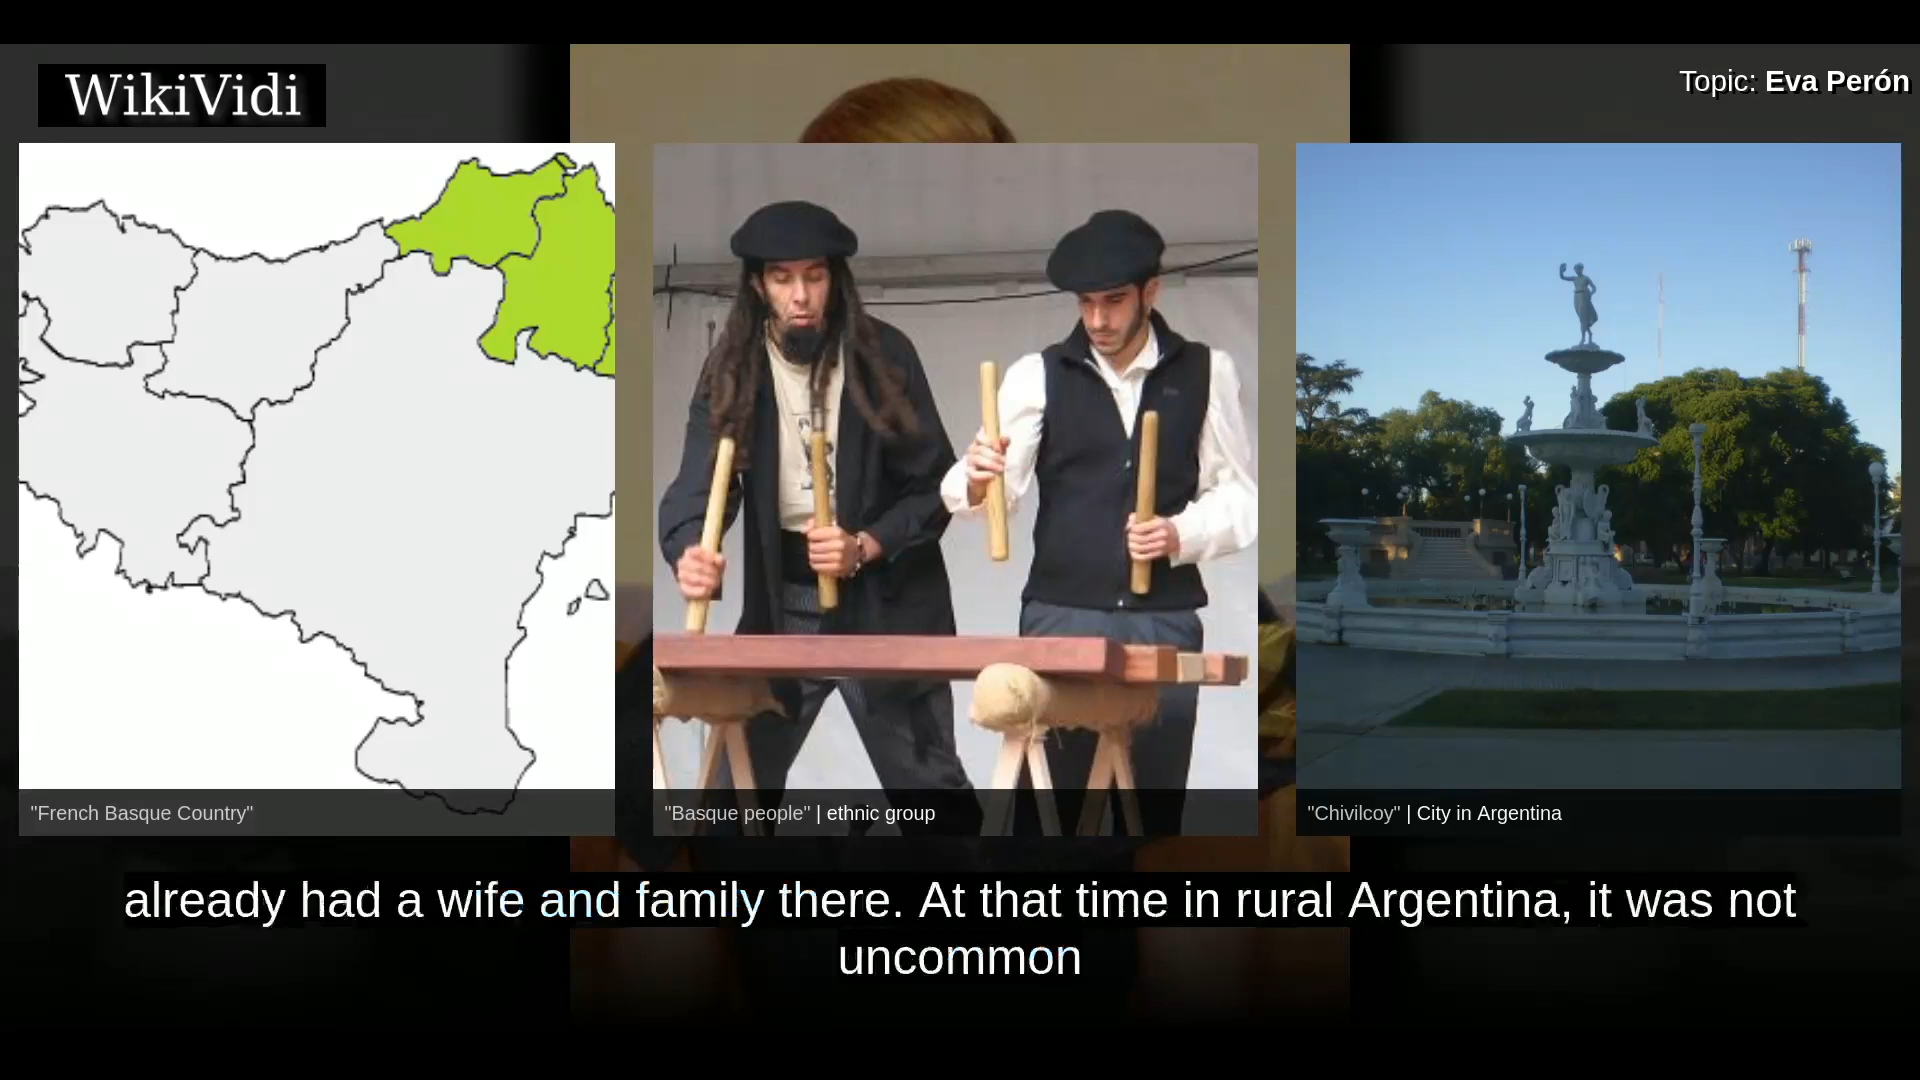 WikiVidi
Topic: Eva Perón
"French Basque Country"
"Basque people" | ethnic group
"Chivilcoy" | City in Argentina
already had a wife and family there. At that time in rural Argentina, it was not
uncommon